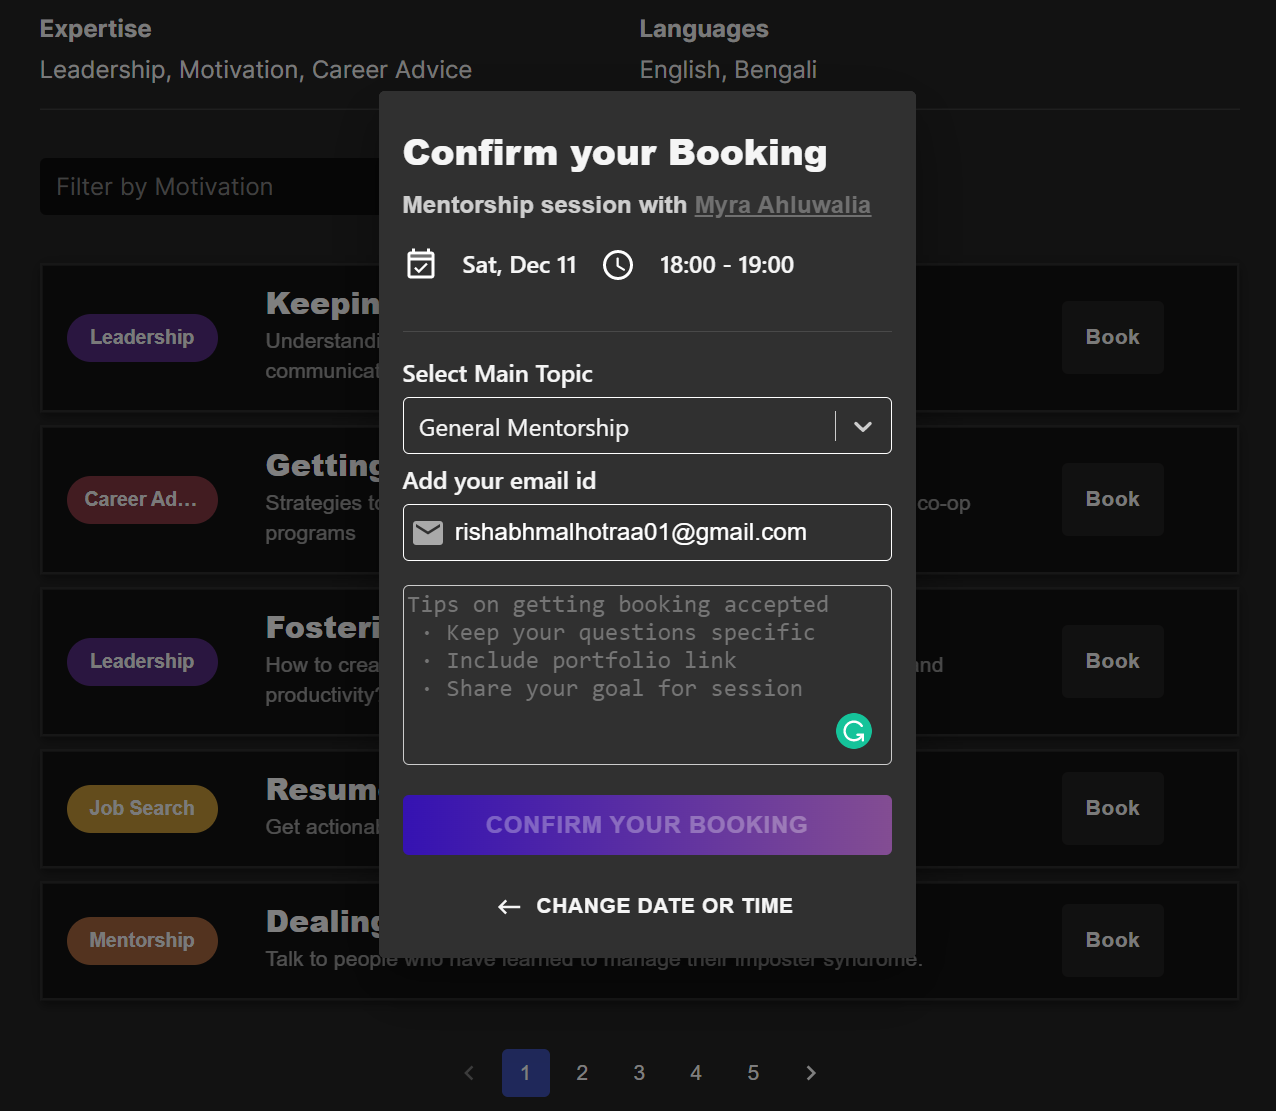 Expertise
Leadership, Motivation, Career Advice
Languages
English, Bengali
Filter by Motivation
Confirm your Booking
Mentorship session with Myra Ahluwalia
Sat, Dec 11
18:00 - 19:00
Select Main Topic
General Mentorship
Add your email id
rishabhmalhotraa01@gmail.com
Tips on getting booking accepted
· Keep your questions specific
· Include portfolio link
· Share your goal for session
CONFIRM YOUR BOOKING
← CHANGE DATE OR TIME
Leadership
Keepin
Understandi
communicat
Book
Career Ad...
Getting
Strategies to
co-op
programs
Book
Leadership
Fosteri
How to crea
and
productivity?
Book
Job Search
Resum
Get actional
Book
Mentorship
Dealing
Talk to people who have learned to manage their imposter syndrome.
Book
‹ 1 2 3 4 5 ›